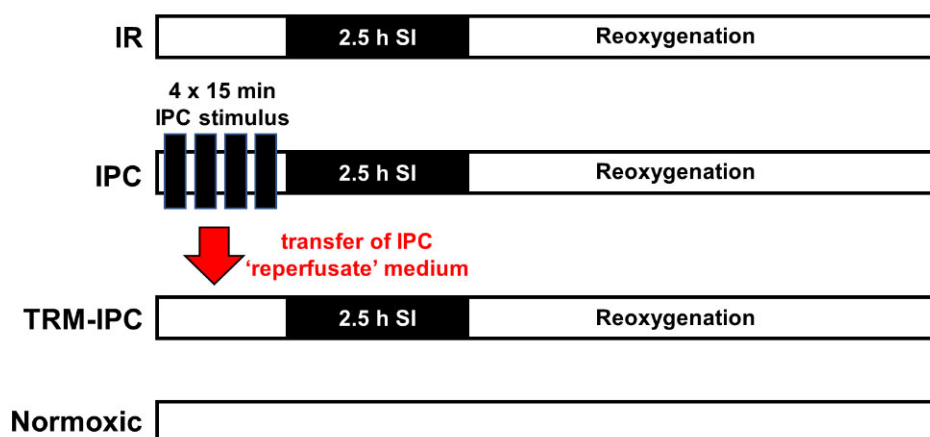 IR
2.5 h SI
Reoxygenation
4 x 15 min
IPC stimulus
IPC
2.5 h SI
Reoxygenation
transfer of IPC
‘reperfusate’ medium
TRM-IPC
2.5 h SI
Reoxygenation
Normoxic